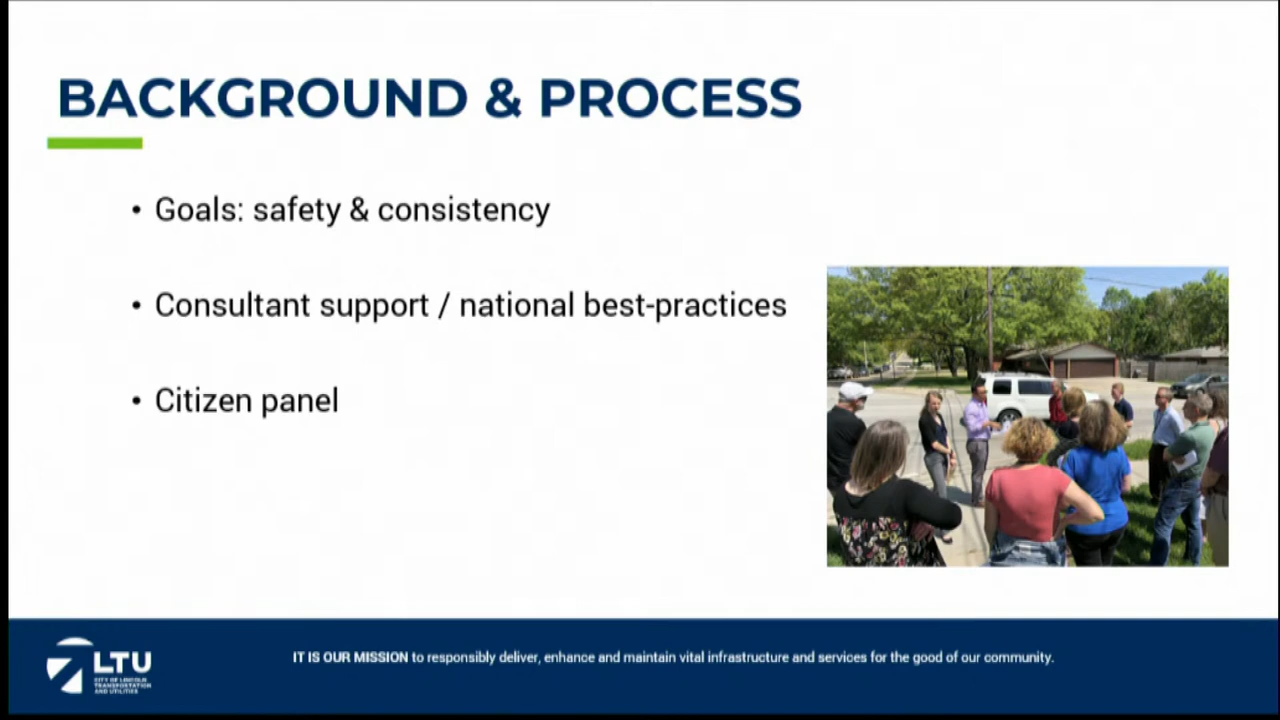 BACKGROUND & PROCESS
• Goals: safety & consistency
• Consultant support / national best-practices
• Citizen panel
LTU
CITY OF LINCOLN
TRANSPORTATION
AND UTILITIES
IT IS OUR MISSION to responsibly deliver, enhance and maintain vital infrastructure and services for the good of our community.